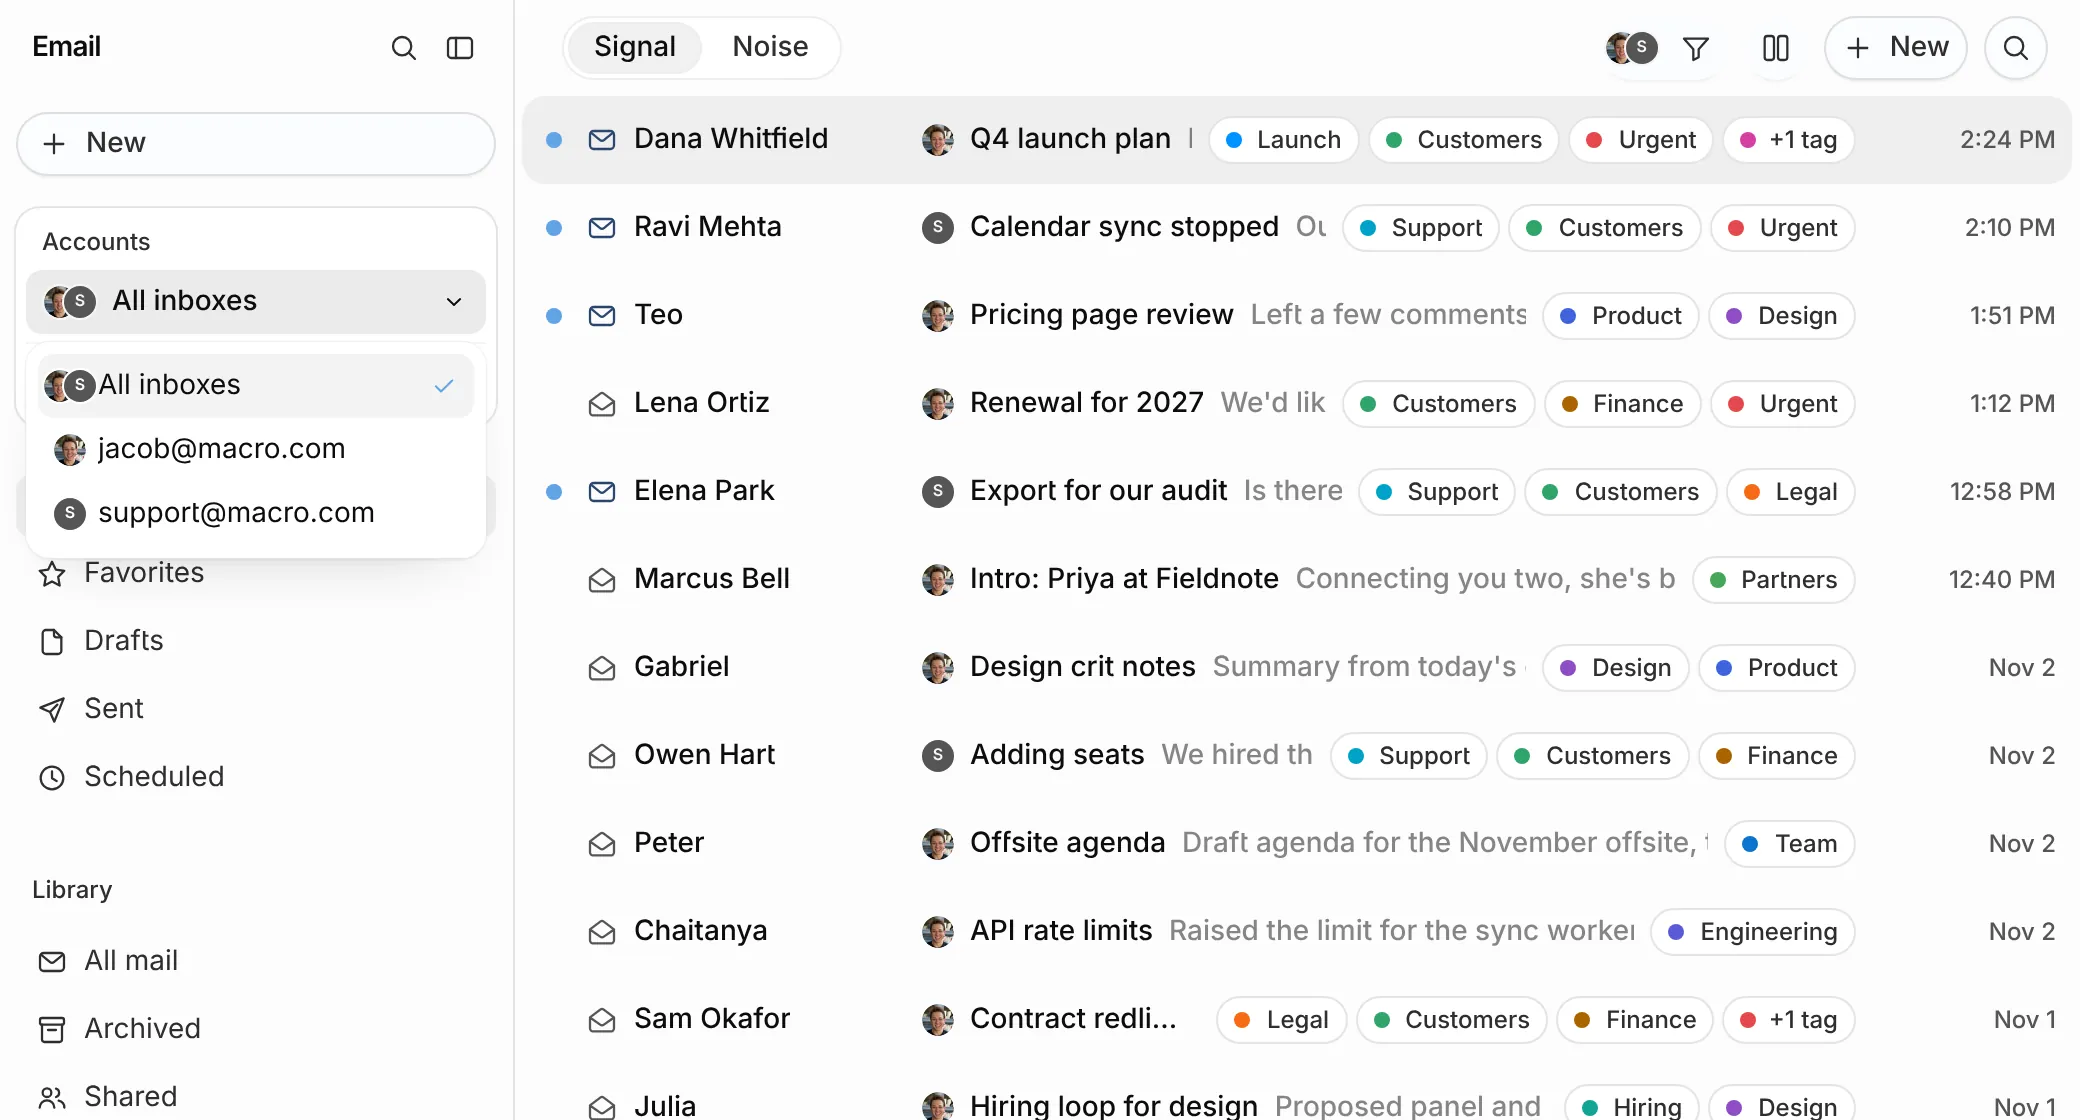 Email
New
Accounts
S All inboxes
S All inboxes
jacob@macro.com
S support@macro.com
Favorites
Drafts
Sent
Scheduled
Library
All mail
Archived
Shared
Signal Noise S New
Dana Whitfield Q4 launch plan Launch Customers Urgent +1 tag 2:24 PM
Ravi Mehta S Calendar sync stopped Support Customers Urgent 2:10 PM
Teo Pricing page review Left a few comments Product Design 1:51 PM
Lena Ortiz Renewal for 2027 We'd lik Customers Finance Urgent 1:12 PM
Elena Park S Export for our audit Is there Support Customers Legal 12:58 PM
Marcus Bell Intro: Priya at Fieldnote Connecting you two, she's b Partners 12:40 PM
Gabriel Design crit notes Summary from today's Design Product Nov 2
Owen Hart S Adding seats We hired th Support Customers Finance Nov 2
Peter Offsite agenda Draft agenda for the November offsite, Team Nov 2
Chaitanya API rate limits Raised the limit for the sync worker Engineering Nov 2
Sam Okafor Contract redli... Legal Customers Finance +1 tag Nov 1
Julia Hiring loop for design Proposed panel and Hiring Design Nov 1